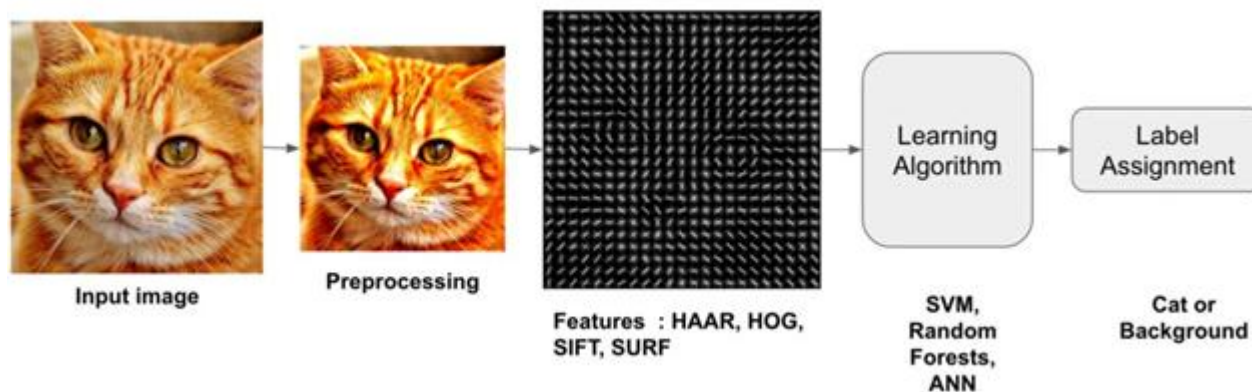 Input image
Preprocessing
Features : HAAR, HOG,
SIFT, SURF
Learning
Algorithm
SVM,
Random
Forests,
ANN
Label
Assignment
Cat or
Background